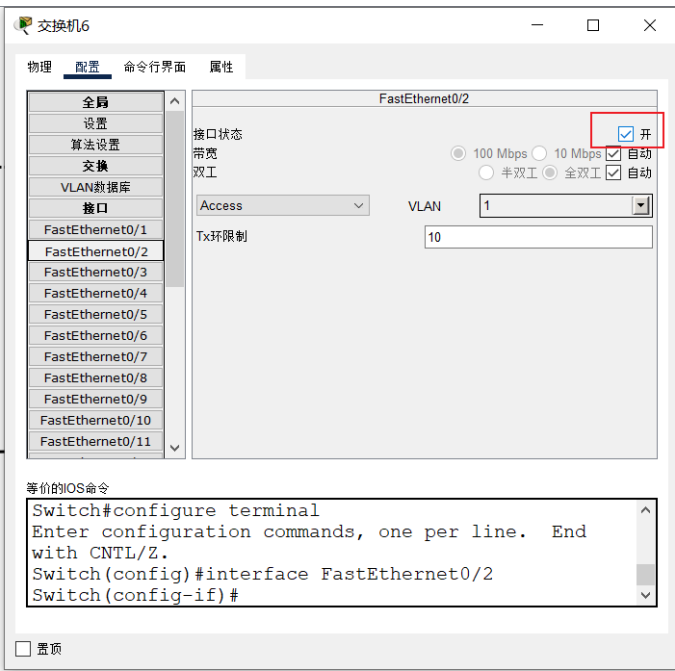 交换机6
物理 配置 命令行界面 属性
全局
设置
算法设置
交换
VLAN数据库
接口
FastEthernet0/1
FastEthernet0/2
FastEthernet0/3
FastEthernet0/4
FastEthernet0/5
FastEthernet0/6
FastEthernet0/7
FastEthernet0/8
FastEthernet0/9
FastEthernet0/10
FastEthernet0/11
FastEthernet0/2
接口状态 开
带宽 100 Mbps 10 Mbps 自动
双工 半双工 全双工 自动
Access VLAN 1
Tx环限制 10
等价的IOS命令
Switch#configure terminal
Enter configuration commands, one per line. End
with CNTL/Z.
Switch(config)#interface FastEthernet0/2
Switch(config-if)#
置顶